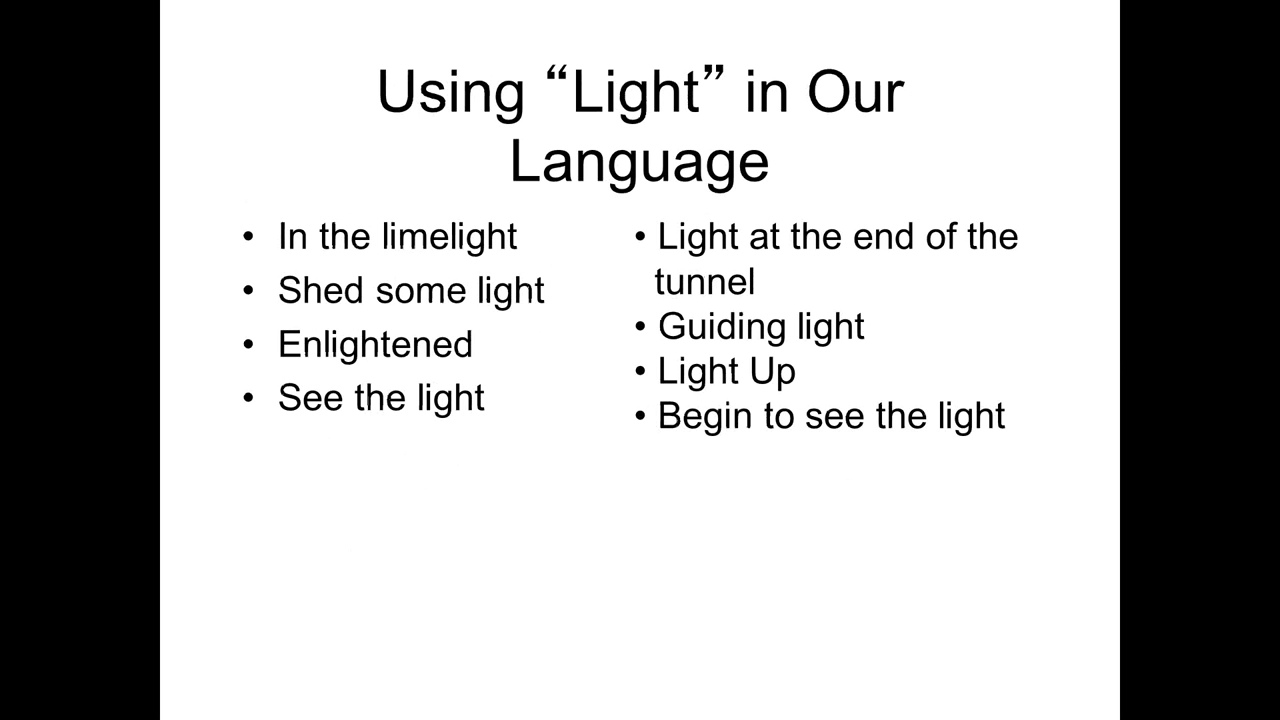 Using “Light” in Our
Language
• In the limelight
• Shed some light
• Enlightened
• See the light
• Light at the end of the
tunnel
• Guiding light
• Light Up
• Begin to see the light